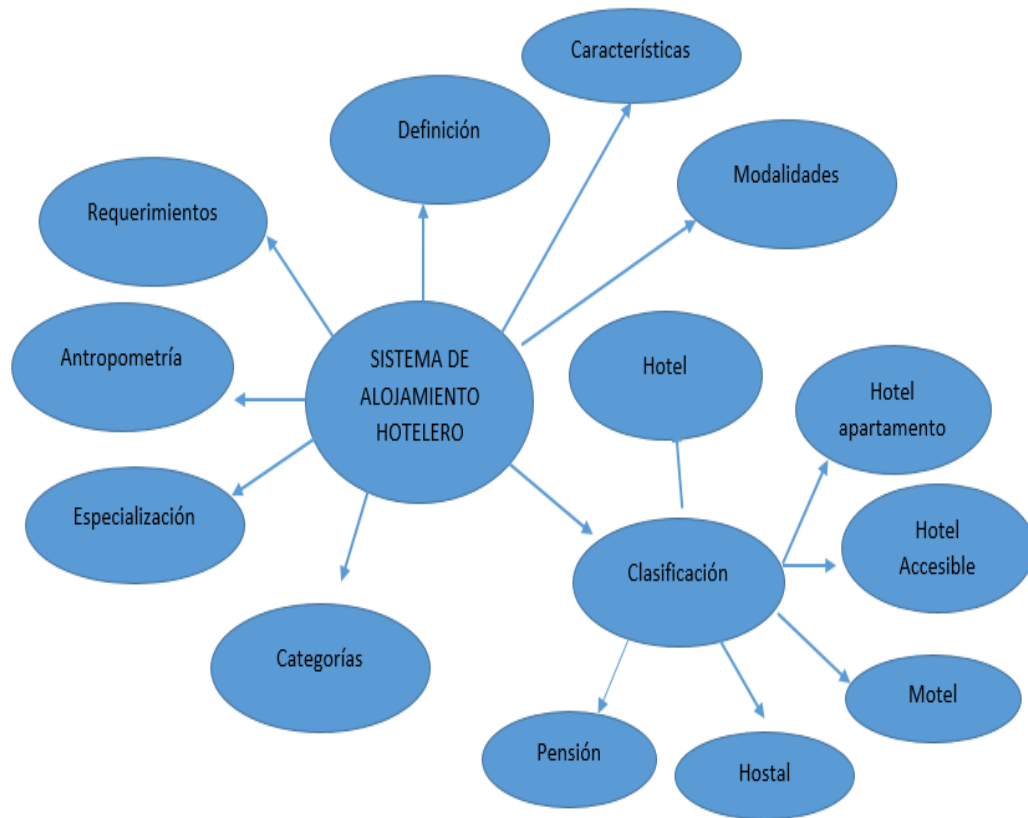 Características
Definición
Modalidades
Requerimientos
Antropometría
SISTEMA DE
ALOJAMIENTO
HOTELERO
Hotel
Hotel
apartamento
Especialización
Hotel
Accesible
Clasificación
Categorías
Motel
Pensión
Hostal